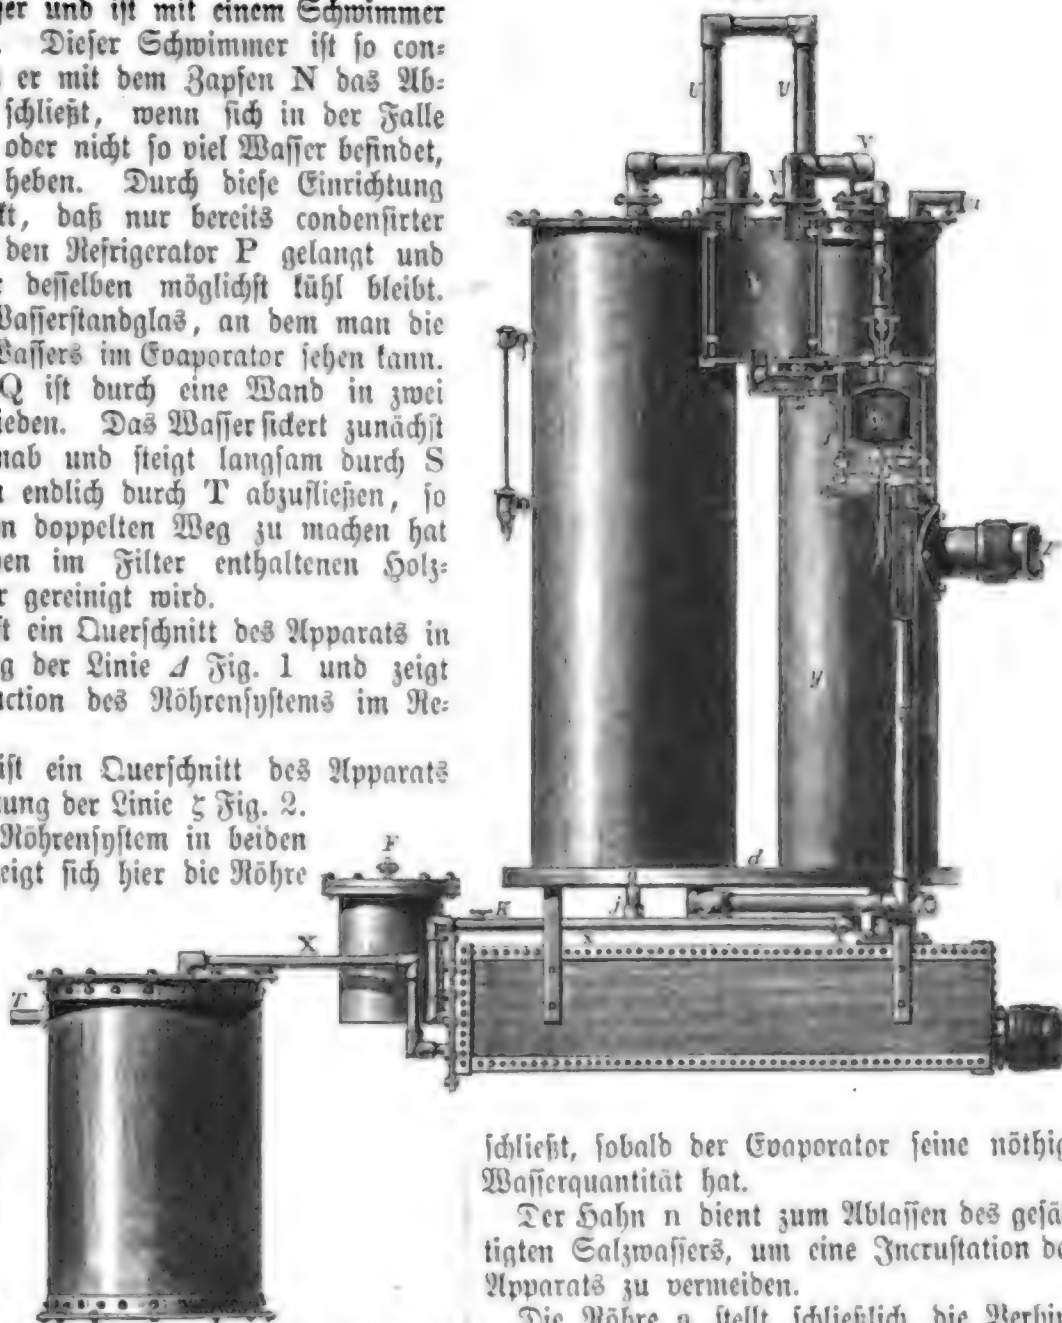 und ist mit einem Schwimmer
Dieser Schwimmer ist so con=
er mit dem Zapfen N das Ab=
schließt, wenn sich in der Falle
oder nicht so viel Wasser befindet,
heben. Durch diese Einrichtung
daß nur bereits condensirter
den Refrigerator P gelangt und
desselben möglichst kühl bleibt.
Wasserstandglas, an dem man die
Wassers im Evaporator sehen kann.
Q ist durch eine Wand in zwei
Das Wasser sickert zunächst
und steigt langsam durch S
endlich durch T abzufließen, so
doppelten Weg zu machen hat
im Filter enthaltenen Holz=
gereinigt wird.
ein Querschnitt des Apparats in
der Linie Δ Fig. 1 und zeigt
des Röhrensystems im Re=
ist ein Querschnitt des Apparats
der Linie ζ Fig. 2.
Röhrensystem in beiden
sich hier die Röhre
U U
V
V
y
d
F
K
j
X
T
schließt, sobald der Evaporator seine nöthig
Wasserquantität hat.
Der Hahn n dient zum Ablassen des gesä
tigten Salzwassers, um eine Incrustation de
Apparats zu vermeiden.
Die Röhre a stellt schließlich die Verbin